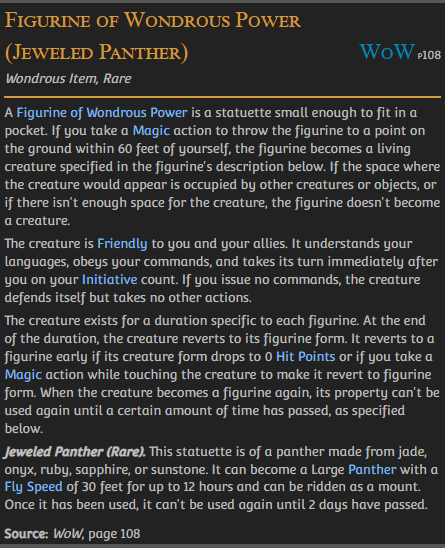 Figurine of Wondrous Power
(Jeweled Panther) WoW p108
Wondrous Item, Rare
A Figurine of Wondrous Power is a statuette small enough to fit in a
pocket. If you take a Magic action to throw the figurine to a point on
the ground within 60 feet of yourself, the figurine becomes a living
creature specified in the figurine's description below. If the space where
the creature would appear is occupied by other creatures or objects, or
if there isn't enough space for the creature, the figurine doesn't become
a creature.
The creature is Friendly to you and your allies. It understands your
languages, obeys your commands, and takes its turn immediately after
you on your Initiative count. If you issue no commands, the creature
defends itself but takes no other actions.
The creature exists for a duration specific to each figurine. At the end
of the duration, the creature reverts to its figurine form. It reverts to a
figurine early if its creature form drops to 0 Hit Points or if you take a
Magic action while touching the creature to make it revert to figurine
form. When the creature becomes a figurine again, its property can't be
used again until a certain amount of time has passed, as specified
below.
Jeweled Panther (Rare). This statuette is of a panther made from jade,
onyx, ruby, sapphire, or sunstone. It can become a Large Panther with a
Fly Speed of 30 feet for up to 12 hours and can be ridden as a mount.
Once it has been used, it can't be used again until 2 days have passed.
Source: WoW, page 108